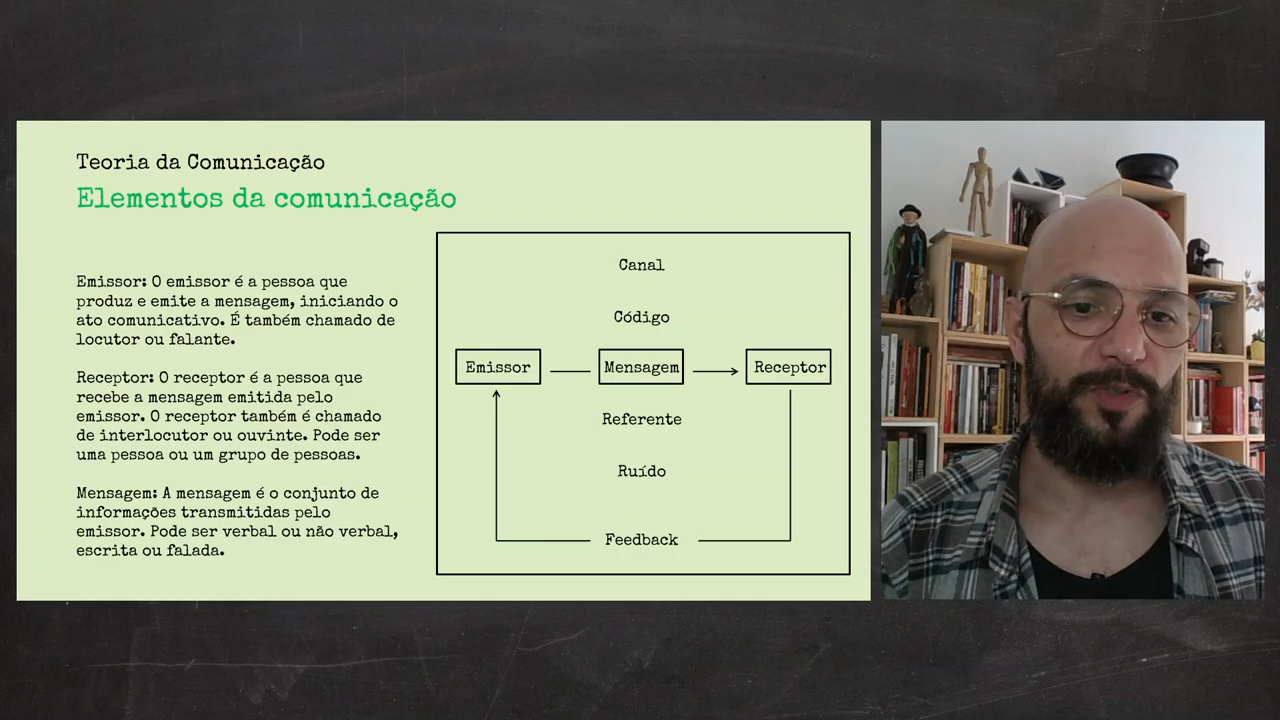 Teoria da Comunicação
Elementos da comunicação
Emissor: O emissor é a pessoa que
produz e emite a mensagem, iniciando o
ato comunicativo. É também chamado de
locutor ou falante.
Receptor: O receptor é a pessoa que
recebe a mensagem emitida pelo
emissor. O receptor também é chamado
de interlocutor ou ouvinte. Pode ser
uma pessoa ou um grupo de pessoas.
Mensagem: A mensagem é o conjunto de
informações transmitidas pelo
emissor. Pode ser verbal ou não verbal,
escrita ou falada.
Canal
Código
Emissor
Mensagem
Receptor
Referente
Ruído
Feedback